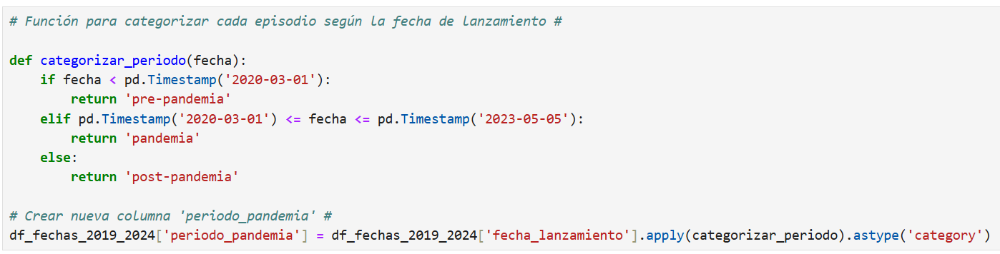 # Función para categorizar cada episodio según la fecha de lanzamiento #

def categorizar_periodo(fecha):
    if fecha < pd.Timestamp('2020-03-01'):
        return 'pre-pandemia'
    elif pd.Timestamp('2020-03-01') <= fecha <= pd.Timestamp('2023-05-05'):
        return 'pandemia'
    else:
        return 'post-pandemia'

# Crear nueva columna 'periodo_pandemia' #
df_fechas_2019_2024['periodo_pandemia'] = df_fechas_2019_2024['fecha_lanzamiento'].apply(categorizar_periodo).astype('category')